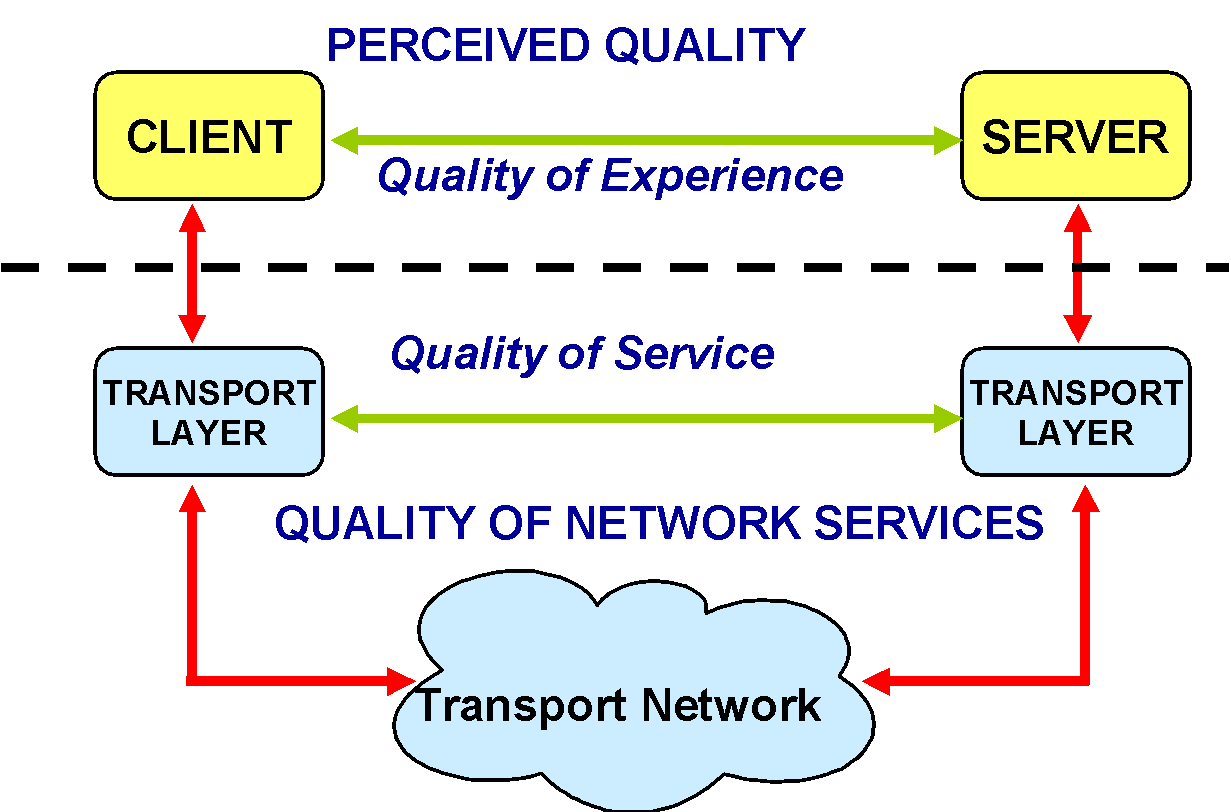 PERCEIVED QUALITY
CLIENT
SERVER
Quality of Experience
Quality of Service
TRANSPORT
LAYER
TRANSPORT
LAYER
QUALITY OF NETWORK SERVICES
Transport Network